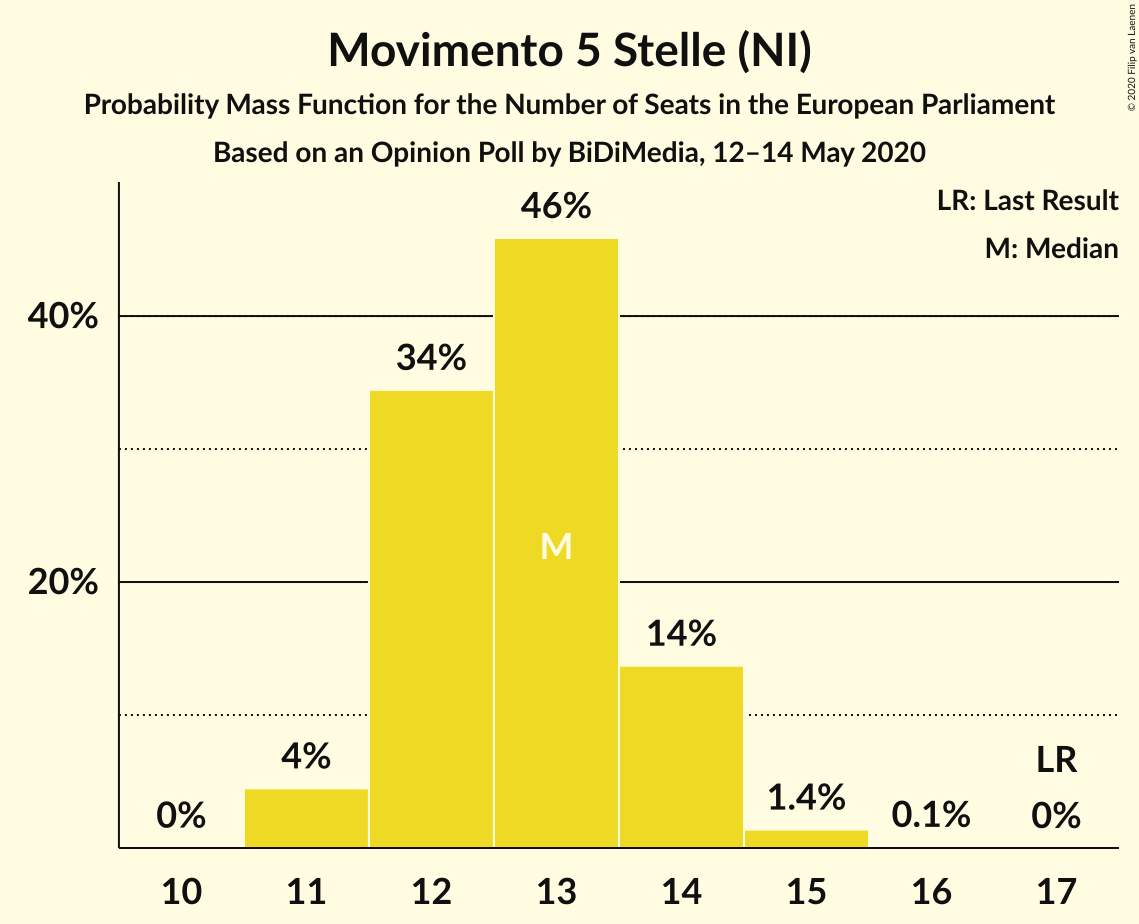 Movimento 5 Stelle (NI)
Probability Mass Function for the Number of Seats in the European Parliament
Based on an Opinion Poll by BiDiMedia, 12–14 May 2020
© 2020 Filip van Laenen
LR: Last Result
M: Median
46%
40%
34%
M
20%
14%
4%
LR
1.4%
0%
0.1%
0%
10 11 12 13 14 15 16 17